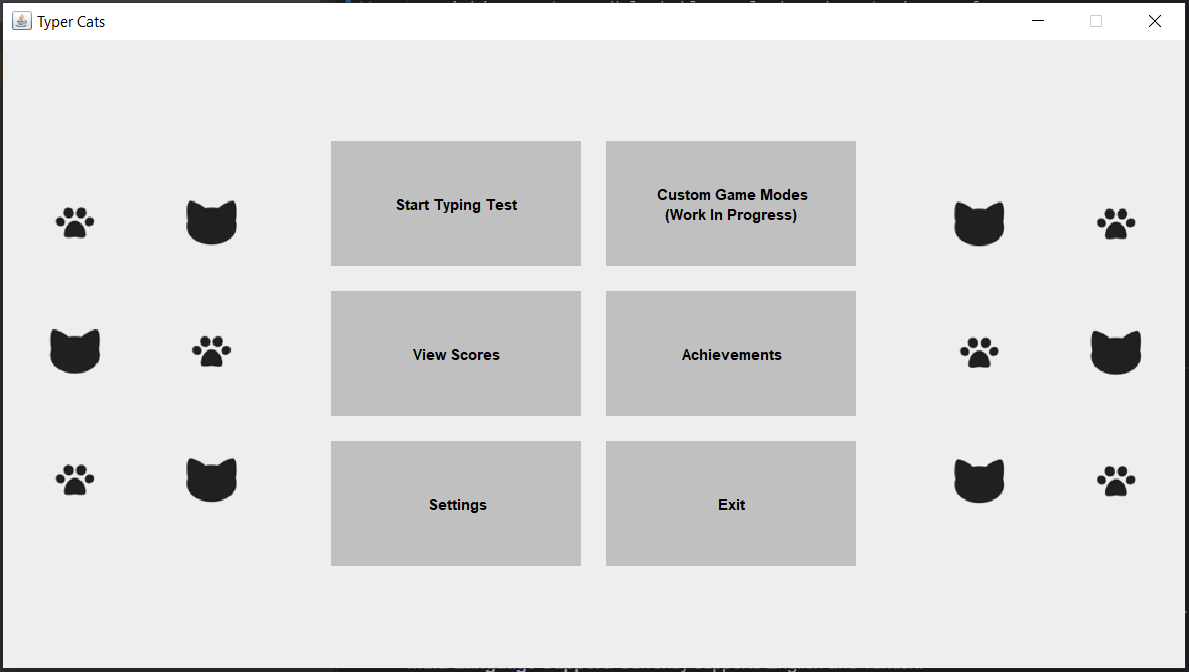 Typer Cats
Start Typing Test
Custom Game Modes
(Work In Progress)
View Scores
Achievements
Settings
Exit